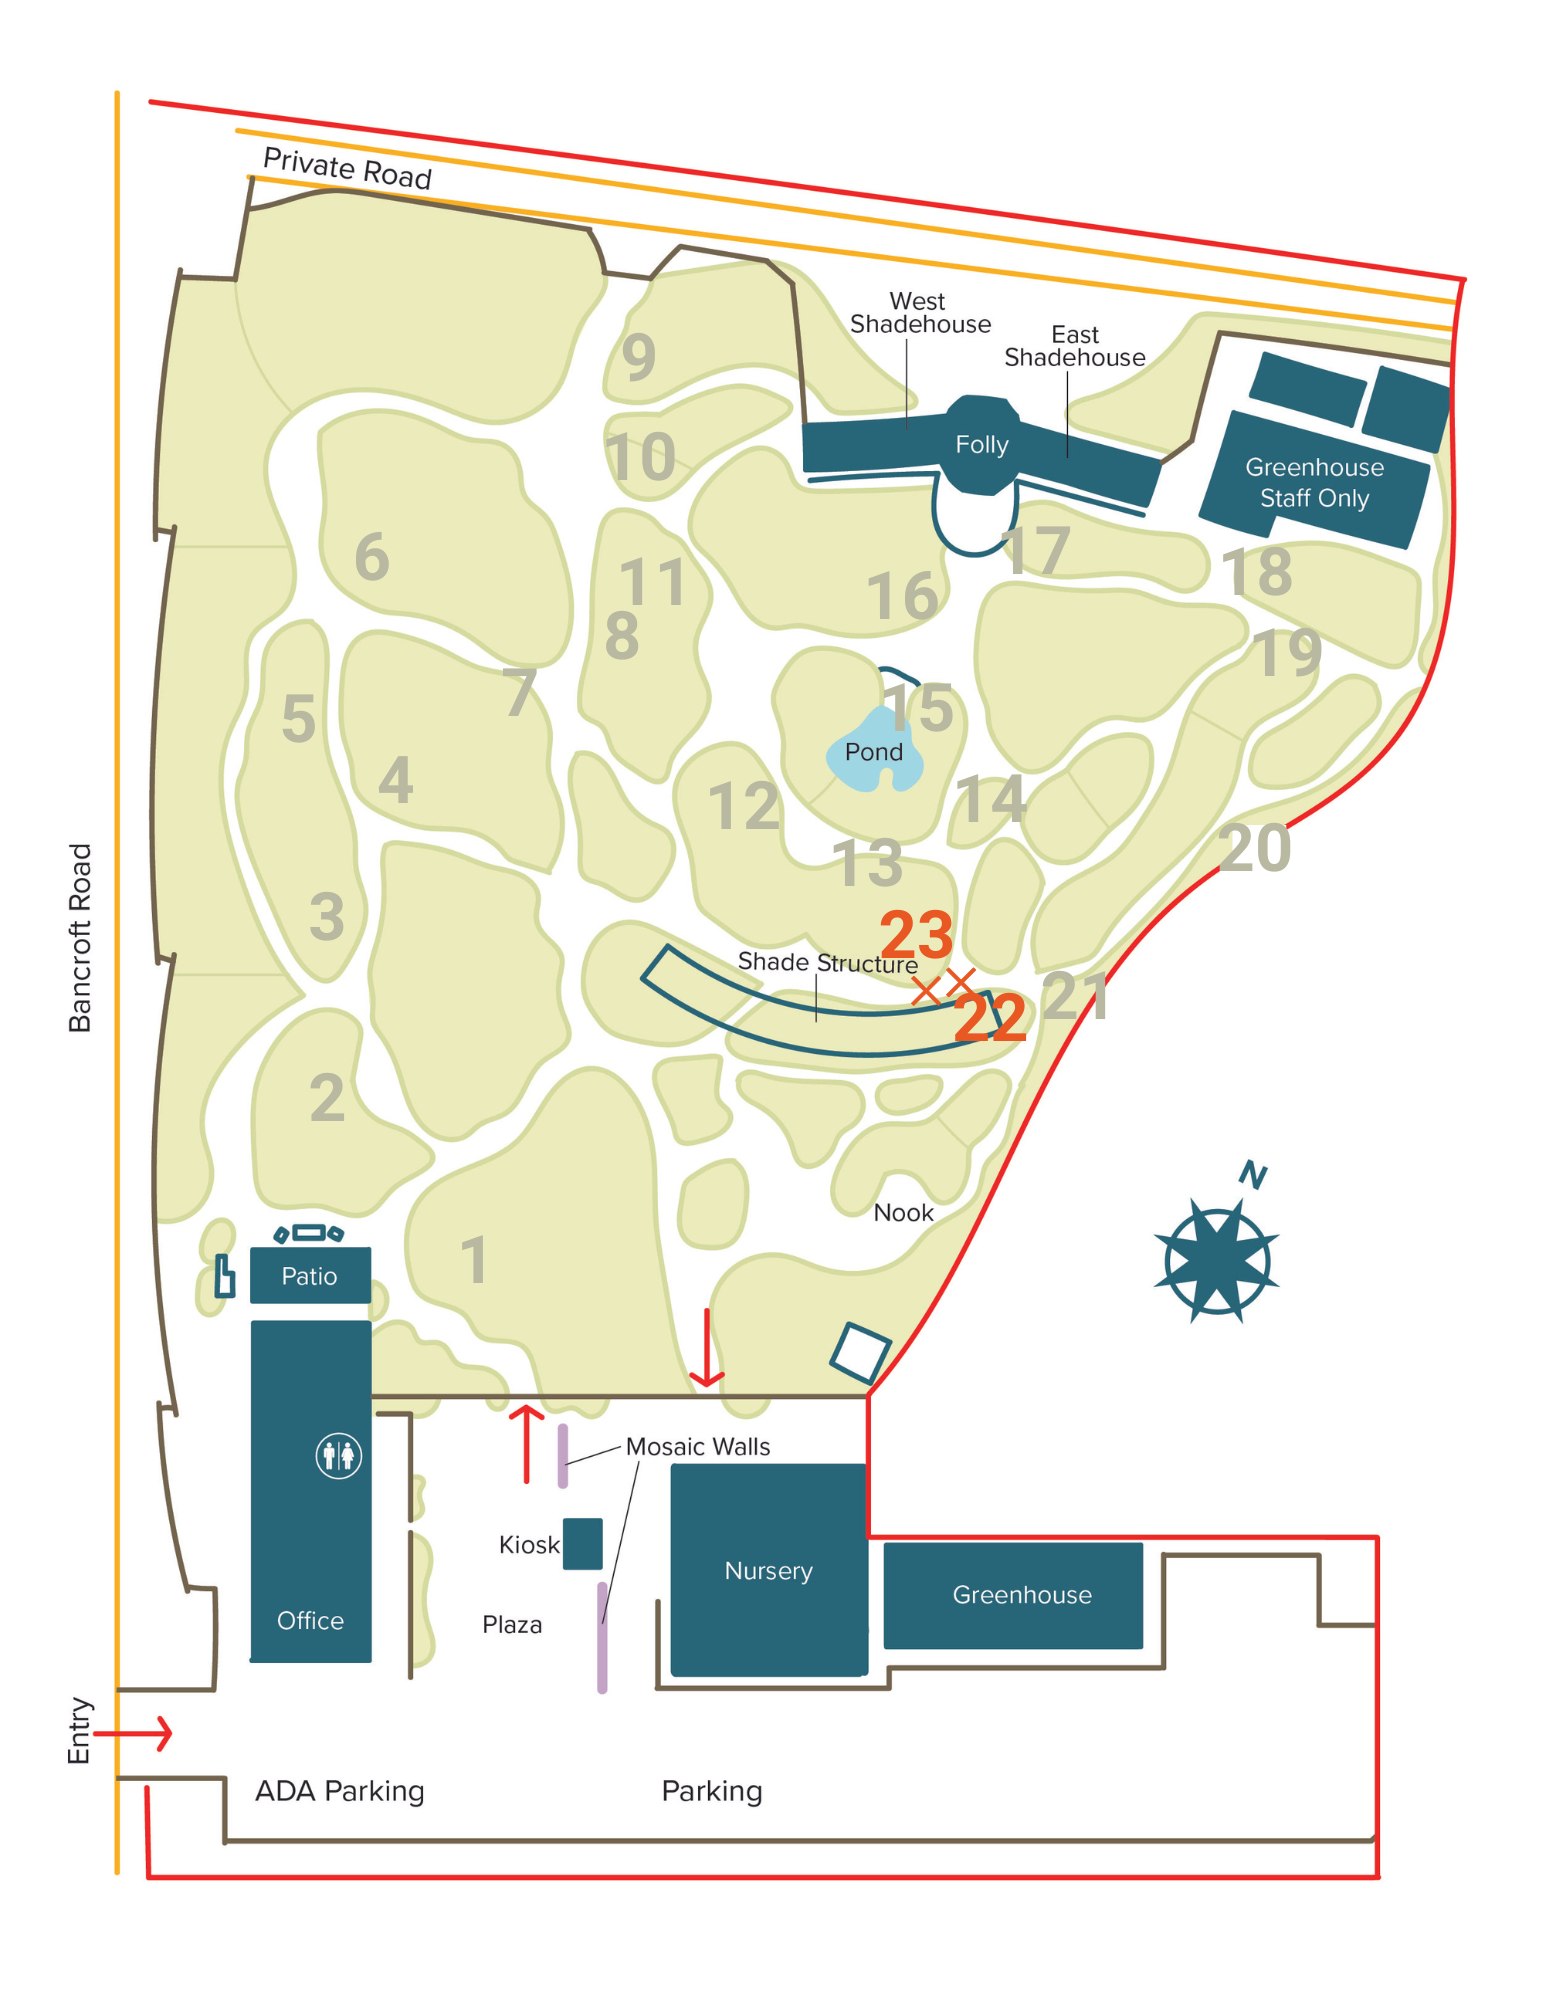 Private Road
West
Shadehouse
East
Shadehouse
9
Folly
10
Greenhouse
Staff Only
6
17
18
11
16
8
19
7
5
15
Pond
4
12
14
13
20
3
23
Shade Structure
21
22
Bancroft Road
2
N
Nook
1
Patio
Mosaic Walls
Kiosk
Nursery
Greenhouse
Office
Plaza
Entry
ADA Parking
Parking